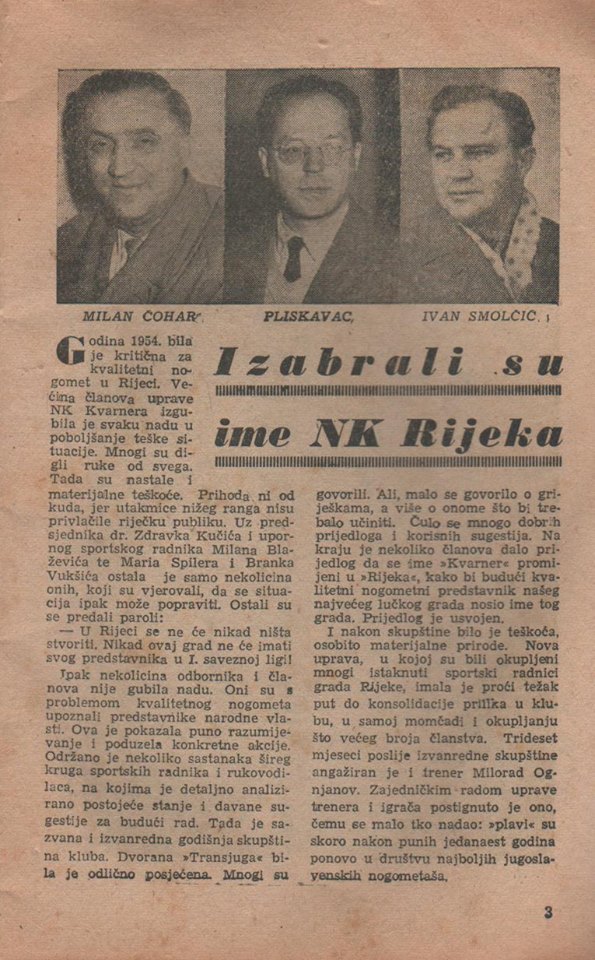 MILAN ČOHAR,
PLISKAVAC,
IVAN SMOLČIĆ,
Izabrali su
ime NK Rijeka
Godina 1954. bila
je kritična za
kvalitetni no-
gomet u Rijeci. Ve-
ćina članova uprave
NK Kvarnera izgu-
bila je svaku nadu u
poboljšanje teške si-
tuacije. Mnogi su di-
gli ruke od svega.
Tada su nastale i
materijalne teškoće. Prihoda ni od
kuda, jer utakmice nižeg ranga nisu
privlačile riječku publiku. Uz pred-
sjednika dr. Zdravka Kučića i upor-
nog sportskog radnika Milana Bla-
ževića te Maria Spilera i Branka
Vukšića ostala je samo nekolicina
onih, koji su vjerovali, da se situa-
cija ipak može popraviti. Ostali su
se predali paroli:
— U Rijeci se ne će nikad ništa
stvoriti. Nikad ovaj grad ne će imati
svog predstavnika u I. saveznoj ligi!
Ipak nekolicina odbornika i čla-
nova nije gubila nadu. Oni su s
problemom kvalitetnog nogometa
upoznali predstavnike narodne vla-
sti. Ova je pokazala puno razumije-
vanje i poduzela konkretne akcije.
Održano je nekoliko sastanaka šireg
kruga sportskih radnika i rukovodi-
laca, na kojima je detaljno analizi-
rano postojeće stanje i davane su-
gestije za budući rad. Tada je sa-
zvana i izvanredna godišnja skupšti-
na kluba. Dvorana »Transjuga« bi-
la je odlično posjećena. Mnogi su
govorili. Ali, malo se govorilo o gri-
ješkama, a više o onome što bi tre-
balo učiniti. Čulo se mnogo dobrih
prijedloga i korisnih sugestija. Na
kraju je nekoliko članova dalo pri-
jedlog da se ime »Kvarner« promi-
jeni u »Rijeka«, kako bi budući kva-
litetni nogometni predstavnik našeg
najvećeg lučkog grada nosio ime tog
grada. Prijedlog je usvojen.
I nakon skupštine bilo je teškoća,
osobito materijalne prirode. Nova
uprava, u kojoj su bili okupljeni
mnogi istaknuti sportski radnici
grada Rijeke, imala je proći težak
put do konsolidacije prilika u klu-
bu, u samoj momčadi i okupljanju
što većeg broja članstva. Trideset
mjeseci poslije izvanredne skupštine
angažiran je i trener Milorad Og-
njanov. Zajedničkim radom uprave
trenera i igrača postignuto je ono,
čemu se malo tko nadao: »plavi« su
skoro nakon punih jedanaest godina
ponovo u društvu najboljih jugosla-
venskih nogometaša.
3